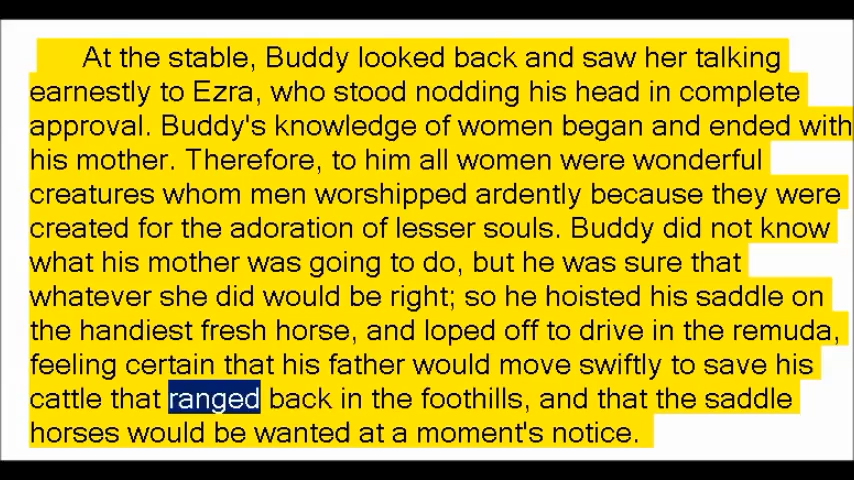 At the stable, Buddy looked back and saw her talking
earnestly to Ezra, who stood nodding his head in complete
approval. Buddy's knowledge of women began and ended with
his mother. Therefore, to him all women were wonderful
creatures whom men worshipped ardently because they were
created for the adoration of lesser souls. Buddy did not know
what his mother was going to do, but he was sure that
whatever she did would be right; so he hoisted his saddle on
the handiest fresh horse, and loped off to drive in the remuda,
feeling certain that his father would move swiftly to save his
cattle that ranged back in the foothills, and that the saddle
horses would be wanted at a moment's notice.